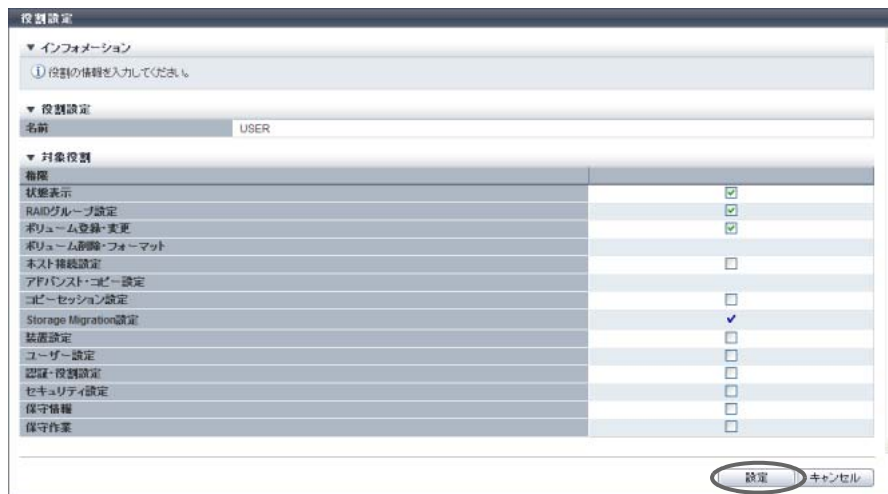 役割設定
▼ インフォメーション
役割の情報を入力してください。
▼ 役割設定
名前 USER
▼ 対象役割
権限
状態表示
RAIDグループ設定
ボリューム登録・変更
ボリューム削除・フォーマット
ホスト接続設定
アドバンスト・コピー設定
コピーセッション設定
Storage Migration設定
装置設定
ユーザー設定
認証・役割設定
セキュリティ設定
保守情報
保守作業
設定 キャンセル